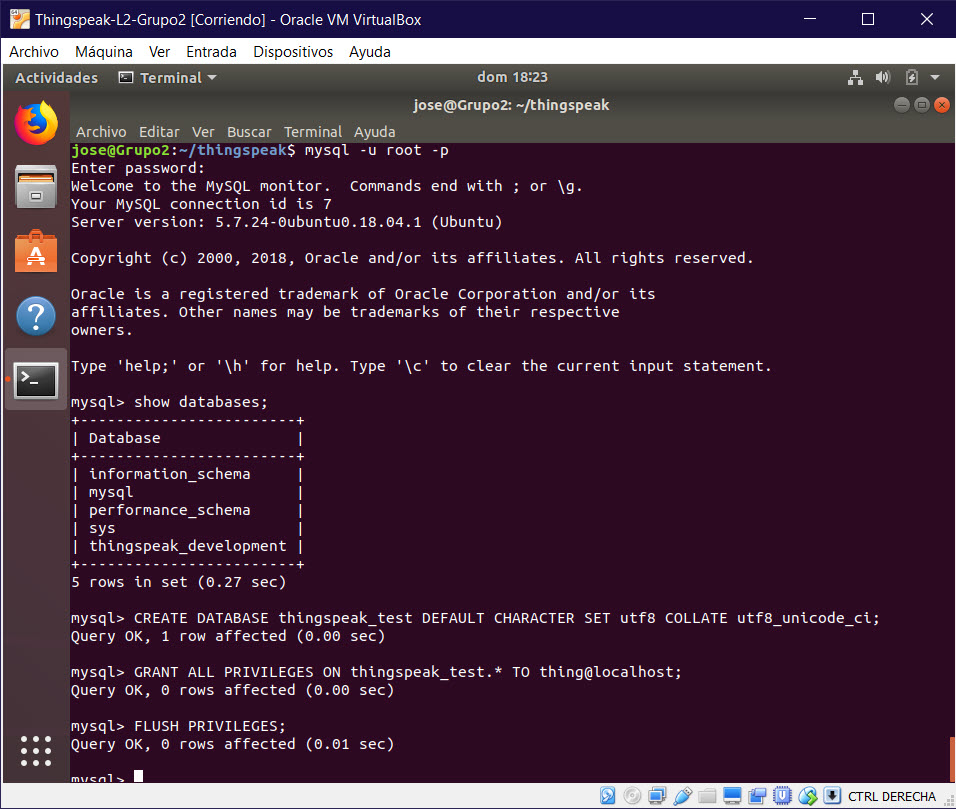 Thingspeak-L2-Grupo2 [Corriendo] - Oracle VM VirtualBox
Archivo Máquina Ver Entrada Dispositivos Ayuda
Actividades Terminal dom 18:23
jose@Grupo2: ~/thingspeak
Archivo Editar Ver Buscar Terminal Ayuda
jose@Grupo2:~/thingspeak$ mysql -u root -p
Enter password:
Welcome to the MySQL monitor.  Commands end with ; or \g.
Your MySQL connection id is 7
Server version: 5.7.24-0ubuntu0.18.04.1 (Ubuntu)
Copyright (c) 2000, 2018, Oracle and/or its affiliates. All rights reserved.
Oracle is a registered trademark of Oracle Corporation and/or its
affiliates. Other names may be trademarks of their respective
owners.
Type 'help;' or '\h' for help. Type '\c' to clear the current input statement.
mysql> show databases;
+------------------------+
| Database               |
+------------------------+
| information_schema     |
| mysql                  |
| performance_schema     |
| sys                    |
| thingspeak_development |
+------------------------+
5 rows in set (0.27 sec)
mysql> CREATE DATABASE thingspeak_test DEFAULT CHARACTER SET utf8 COLLATE utf8_unicode_ci;
Query OK, 1 row affected (0.00 sec)
mysql> GRANT ALL PRIVILEGES ON thingspeak_test.* TO thing@localhost;
Query OK, 0 rows affected (0.00 sec)
mysql> FLUSH PRIVILEGES;
Query OK, 0 rows affected (0.01 sec)
mysql>
CTRL DERECHA